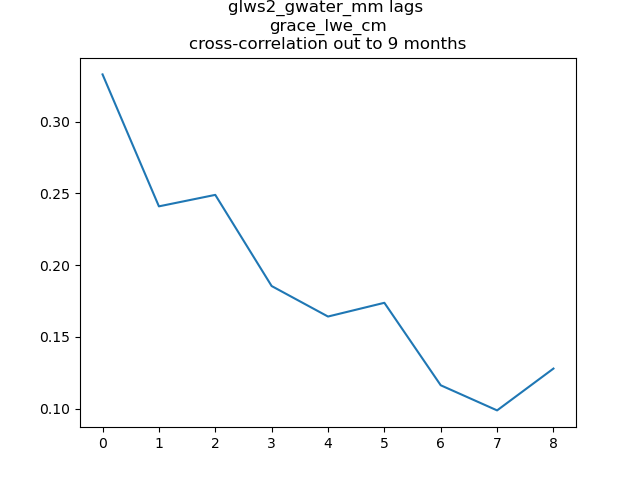 glws2_gwater_mm lags
grace_lwe_cm
cross-correlation out to 9 months
0.30
0.25
0.20
0.15
0.10
0 1 2 3 4 5 6 7 8